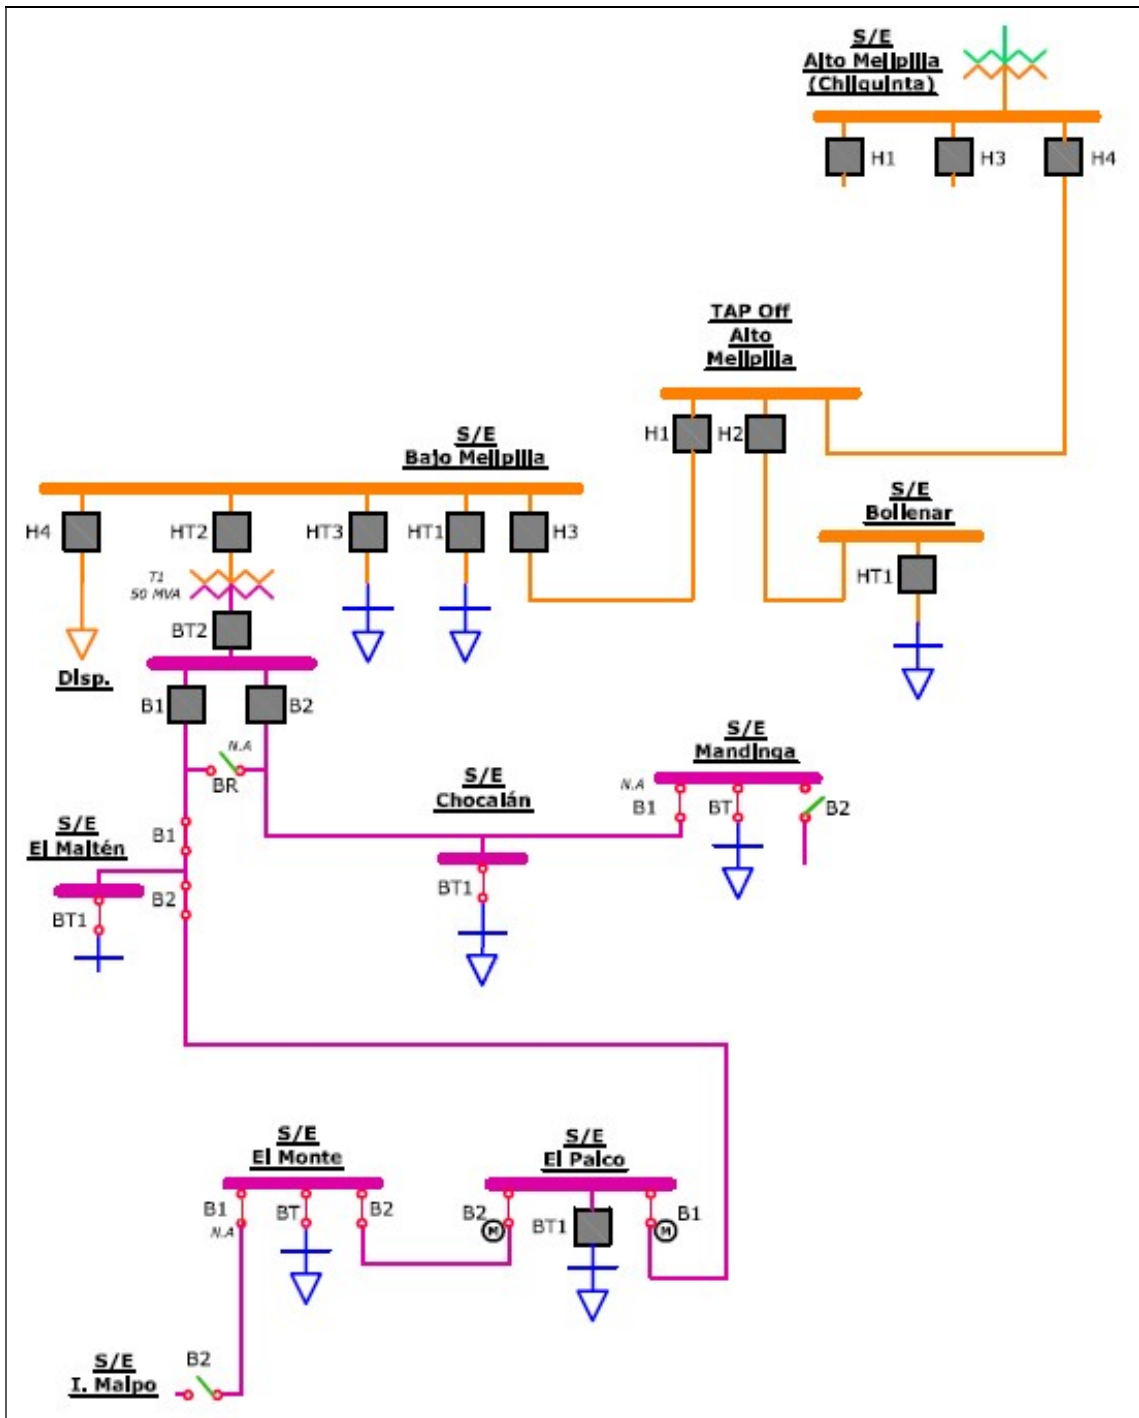 S/E
Alto Melipilla
(Chilquinta)
H1
H3
H4
TAP Off
Alto
Melipilla
H1
H2
S/E
Bajo Melipilla
S/E
Bollenar
H4
HT2
HT3
HT1
H3
HT1
T1
50 MVA
BT2
Disp.
B1
B2
N.A
BR
S/E
Mandinga
N.A
B1
BT
B2
S/E
Chocalán
BT1
B1
S/E
El Maitén
B2
BT1
S/E
El Monte
B1
N.A
BT
B2
S/E
El Paico
B2
M
BT1
M
B1
S/E
I. Maipo
B2